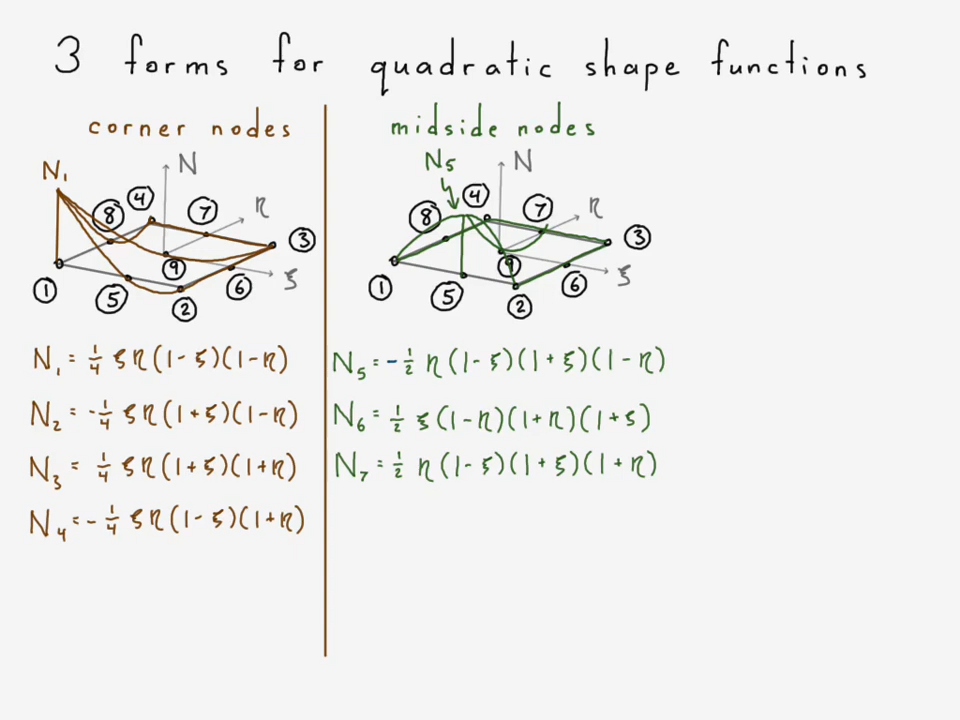 3 forms for quadratic shape functions
corner nodes
N₁
N
η
ξ
①
②
③
④
⑤
⑥
⑦
⑧
⑨
N₁ = ¼ ξη(1-ξ)(1-η)
N₂ = -¼ ξη(1+ξ)(1-η)
N₃ = ¼ ξη(1+ξ)(1+η)
N₄ = -¼ ξη(1-ξ)(1+η)
midside nodes
N₅
N
η
ξ
①
②
③
④
⑤
⑥
⑦
⑧
⑨
N₅ = -½ η(1-ξ)(1+ξ)(1-η)
N₆ = ½ ξ(1-η)(1+η)(1+ξ)
N₇ = ½ η(1-ξ)(1+ξ)(1+η)